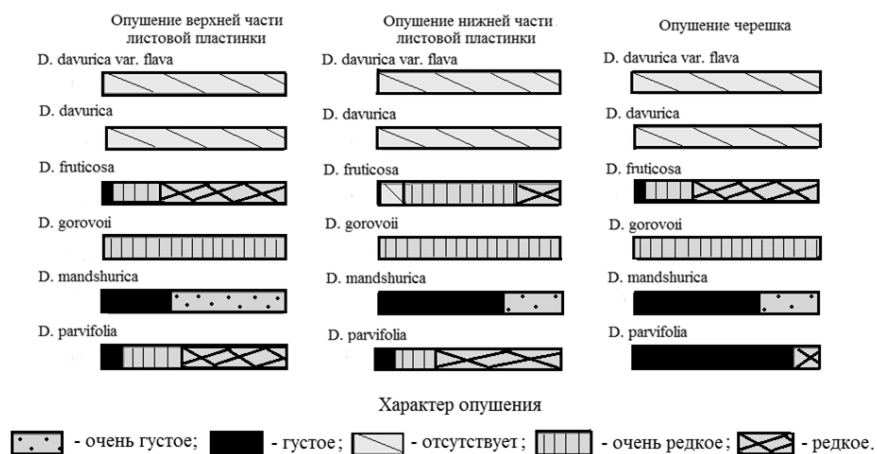 Опушение верхней части
листовой пластинки
D. davurica var. flava
D. davurica
D. fruticosa
D. gorovoii
D. mandshurica
D. parvifolia
Опушение нижней части
листовой пластинки
D. davurica var. flava
D. davurica
D. fruticosa
D. gorovoii
D. mandshurica
D. parvifolia
Опушение черешка
D. davurica var. flava
D. davurica
D. fruticosa
D. gorovoii
D. mandshurica
D. parvifolia
Характер опушения
- очень густое; - густое; - отсутствует; - очень редкое; - редкое.